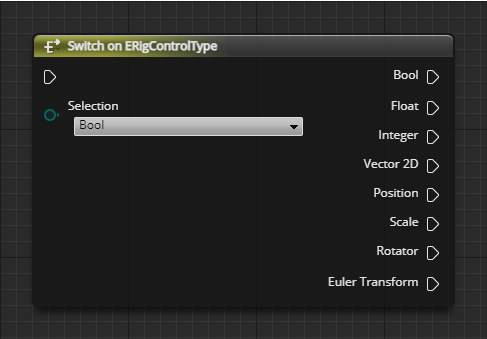 Switch on ERigControlType
Bool
Selection
Float
Bool
Integer
Vector 2D
Position
Scale
Rotator
Euler Transform